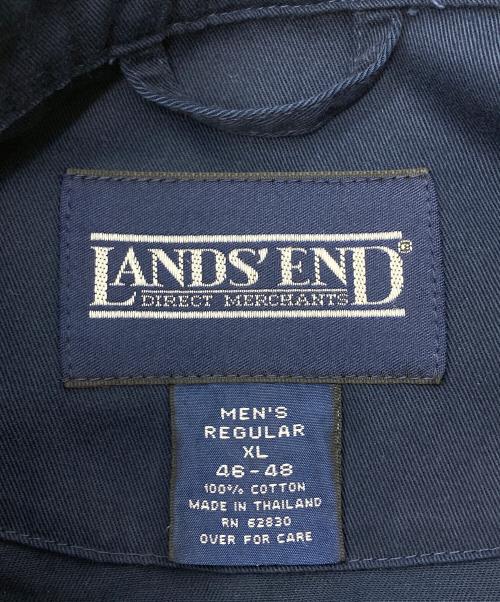 LANDS' END®
DIRECT MERCHANTS
MEN'S
REGULAR
XL
46-48
100% COTTON
MADE IN THAILAND
RN 62830
OVER FOR CARE